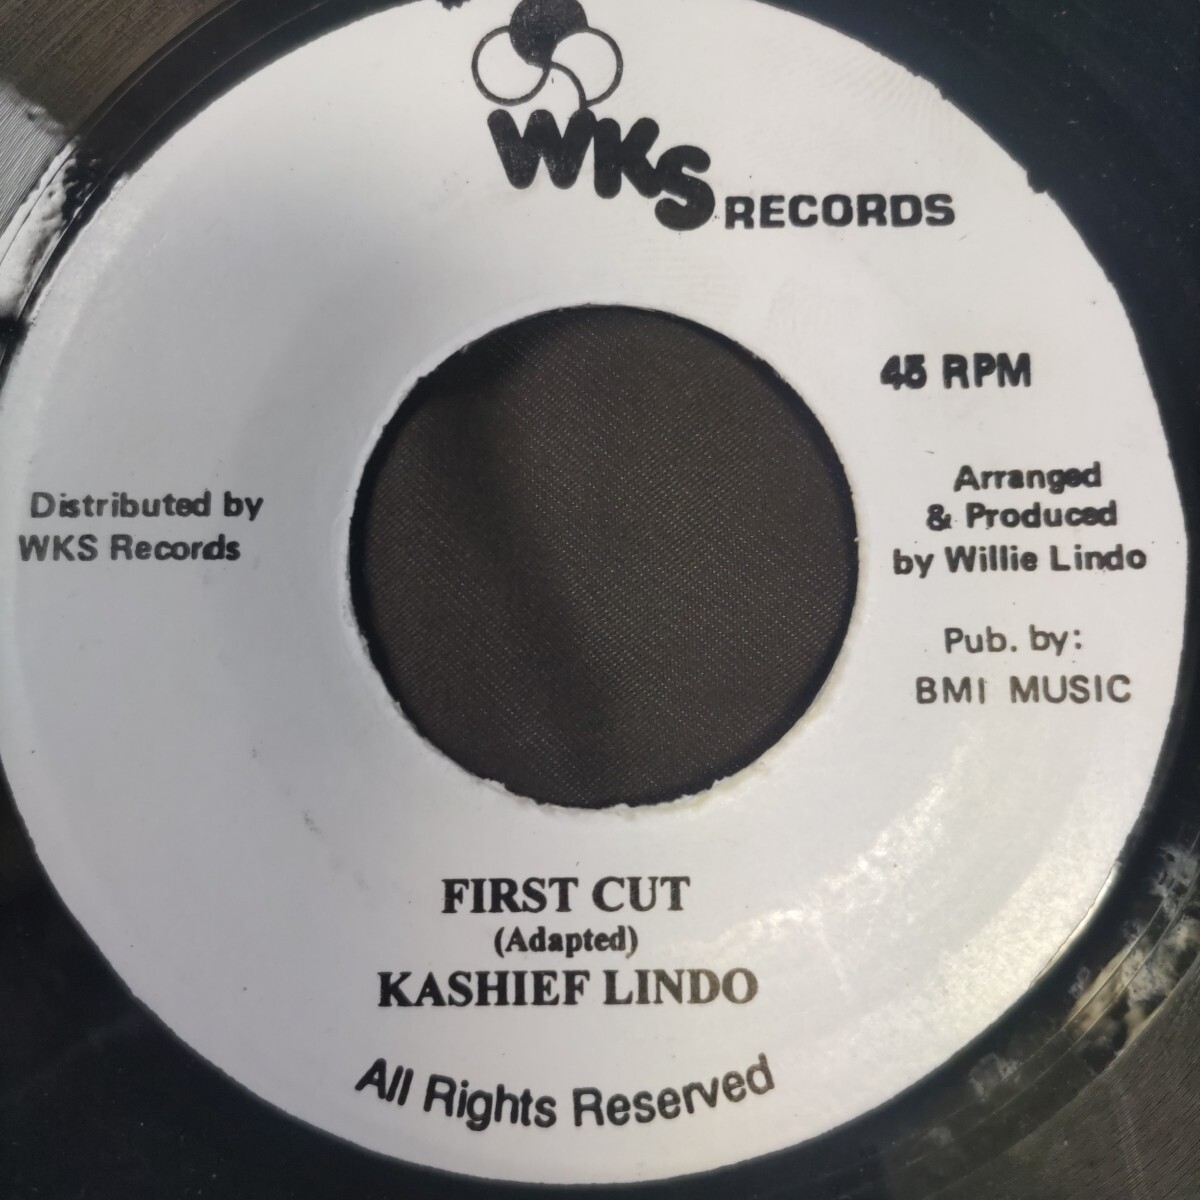 WKS RECORDS
45 RPM
Distributed by
WKS Records
Arranged
& Produced
by Willie Lindo
Pub. by:
BMI MUSIC
FIRST CUT
(Adapted)
KASHIEF LINDO
All Rights Reserved